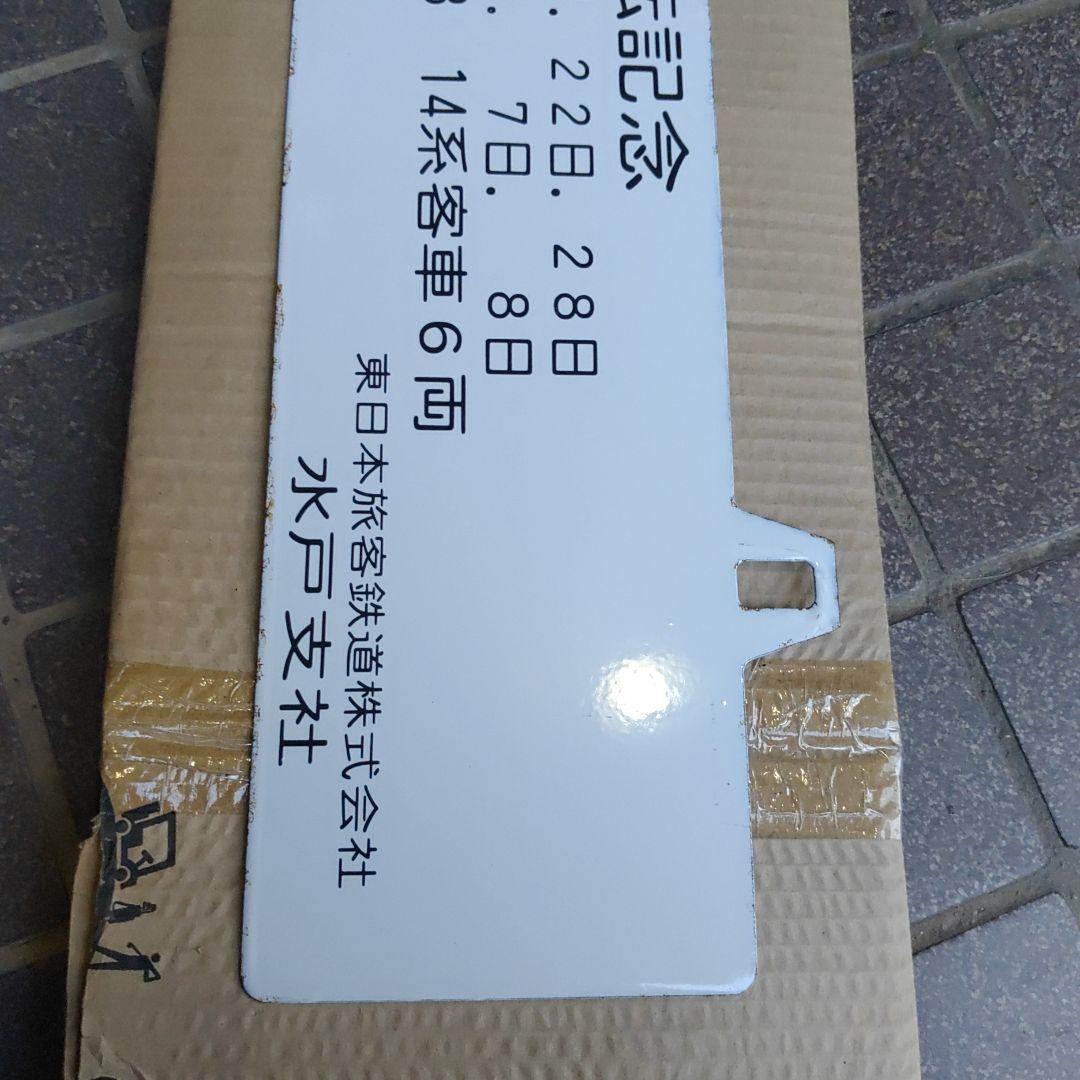 記念
. 22日. 28日
. 7日. 8日
14系客車6両
東日本旅客鉄道株式会社
水戸支社